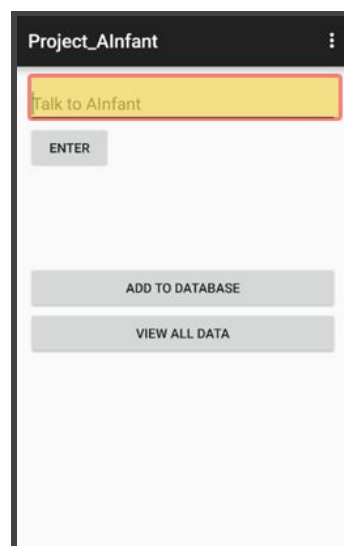 Project_AInfant
Talk to AInfant
ENTER
ADD TO DATABASE
VIEW ALL DATA